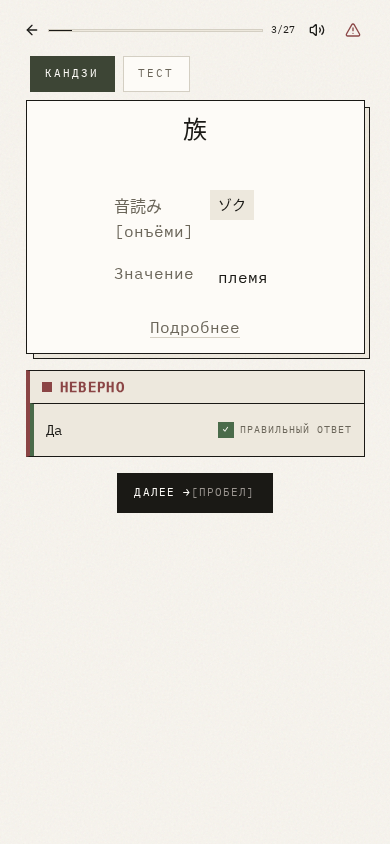 3/27
КАНДЗИ ТЕСТ
族
音読み ゾク
[онъёми]
Значение племя
Подробнее
НЕВЕРНО
Да ПРАВИЛЬНЫЙ ОТВЕТ
ДАЛЕЕ →[ПРОБЕЛ]